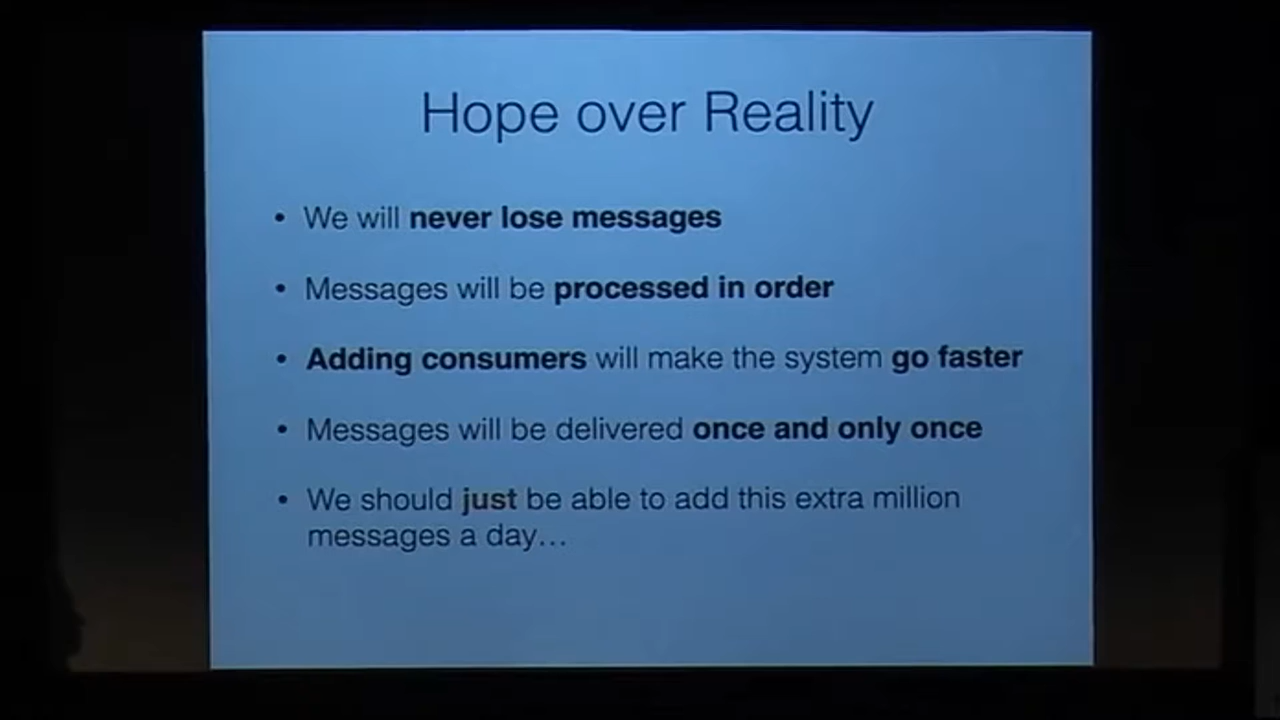 Hope over Reality
• We will never lose messages
• Messages will be processed in order
• Adding consumers will make the system go faster
• Messages will be delivered once and only once
• We should just be able to add this extra million
messages a day…